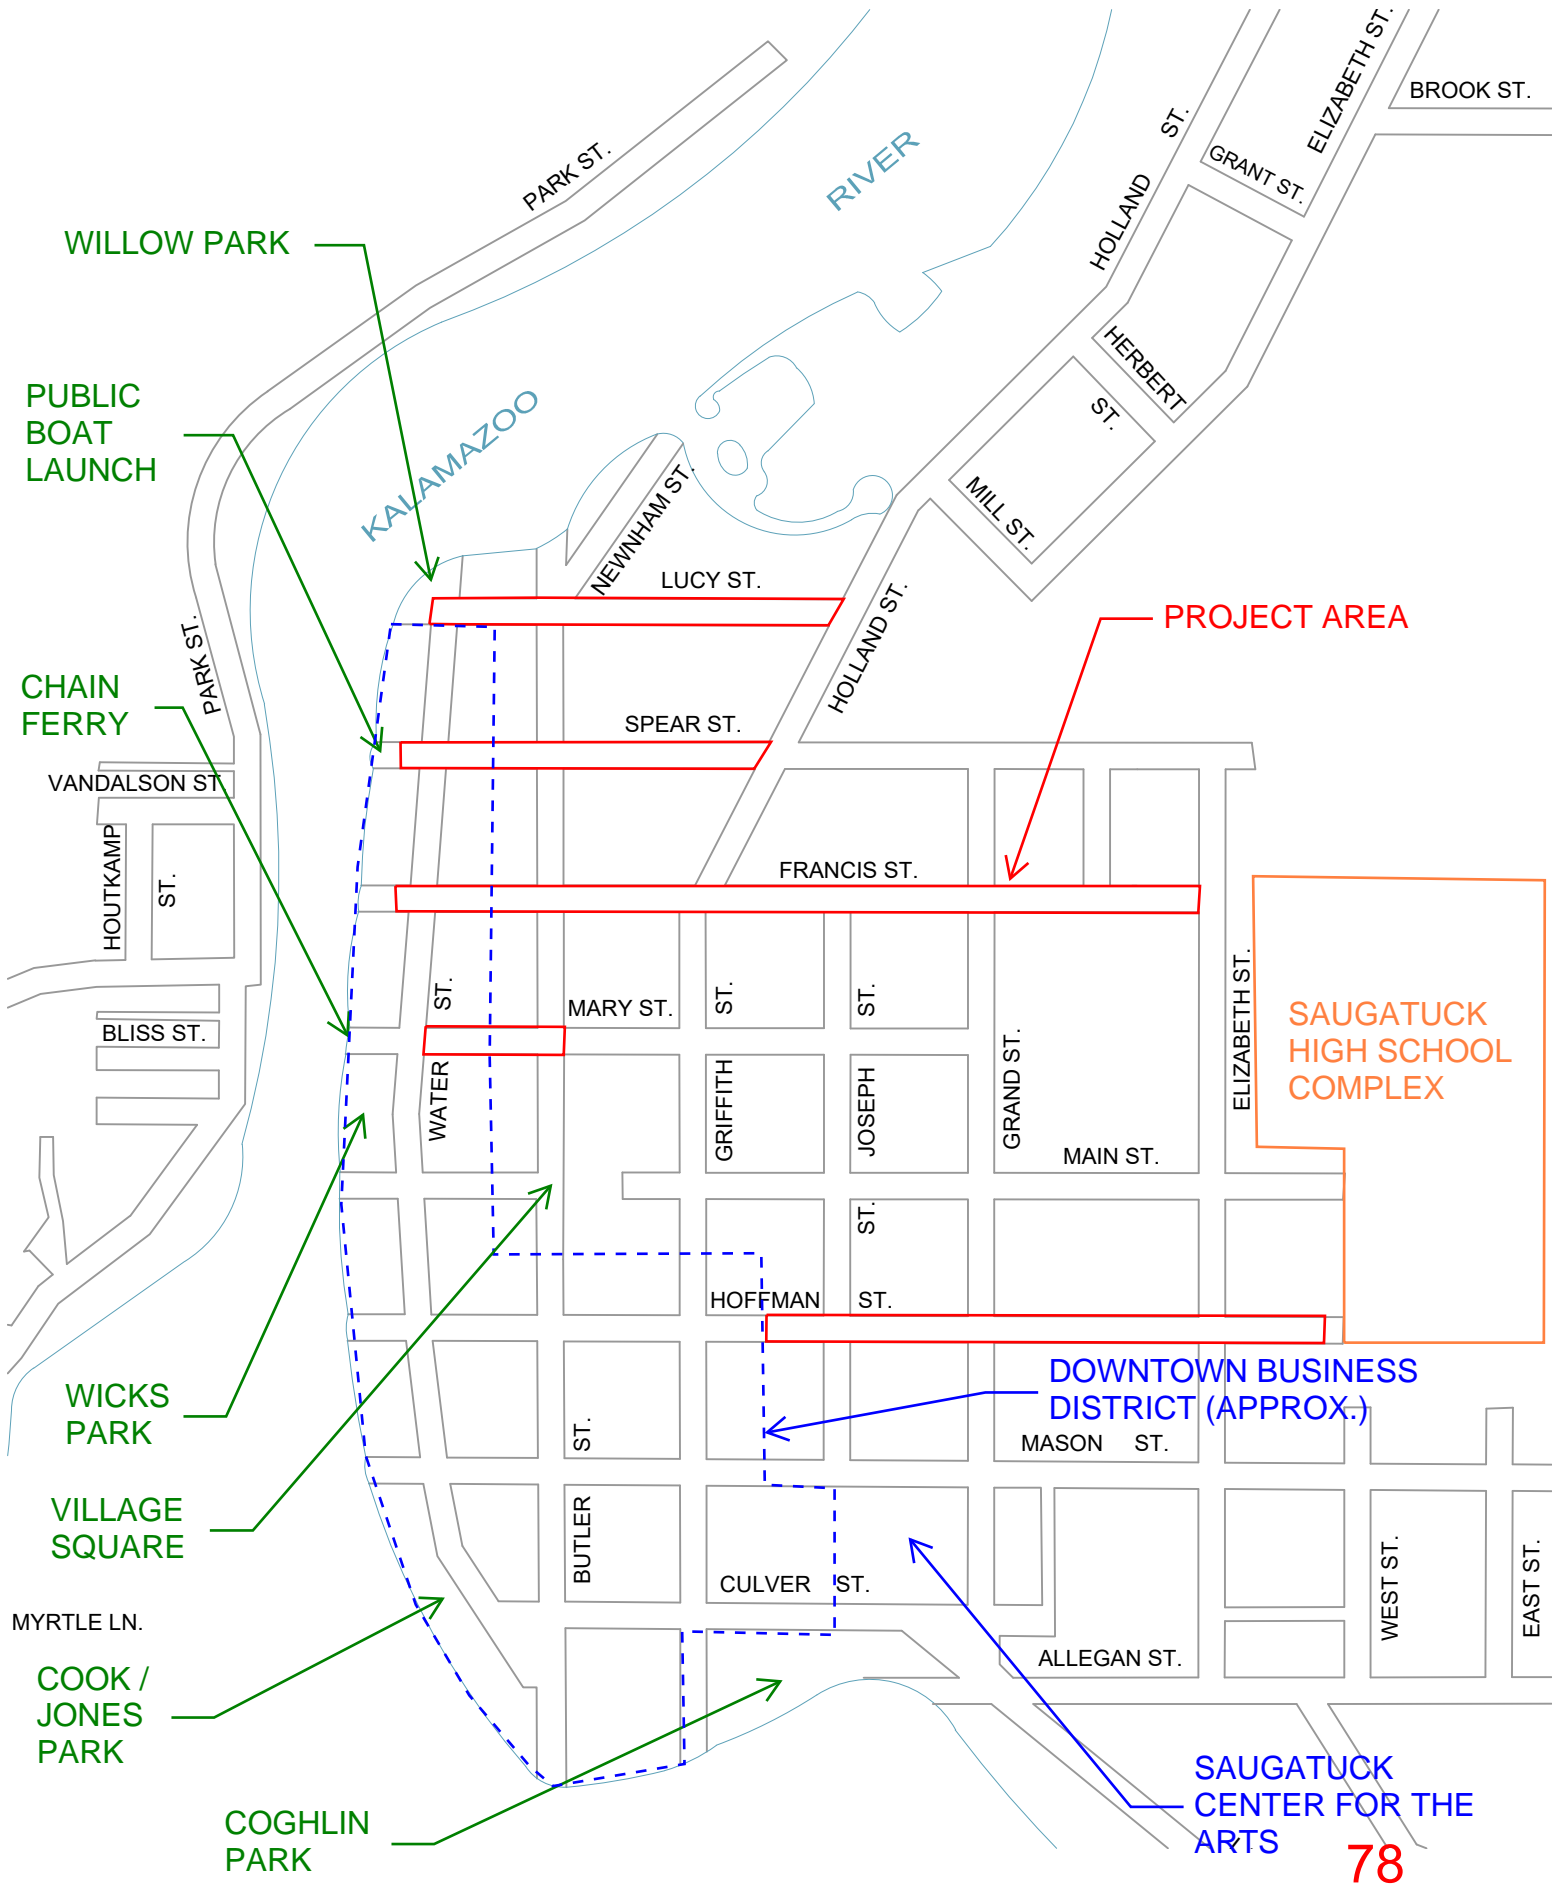 ELIZABETH ST.
BROOK ST.
HOLLAND ST.
GRANT ST.
PARK ST.
RIVER
WILLOW PARK
HERBERT ST.
PUBLIC
BOAT
LAUNCH
KALAMAZOO
NEWNHAM ST.
MILL ST.
LUCY ST.
HOLLAND ST.
PROJECT AREA
PARK ST.
CHAIN
FERRY
SPEAR ST.
VANDALSON ST.
HOUTKAMP ST.
FRANCIS ST.
ELIZABETH ST.
SAUGATUCK
HIGH SCHOOL
COMPLEX
WATER ST.
MARY ST.
GRIFFITH ST.
JOSEPH ST.
GRAND ST.
BLISS ST.
MAIN ST.
ST.
HOFFMAN ST.
DOWNTOWN BUSINESS
DISTRICT (APPROX.)
WICKS
PARK
MASON ST.
VILLAGE
SQUARE
BUTLER ST.
CULVER ST.
WEST ST.
EAST ST.
MYRTLE LN.
ALLEGAN ST.
COOK /
JONES
PARK
SAUGATUCK
CENTER FOR THE
ARTS
COGHLIN
PARK
78